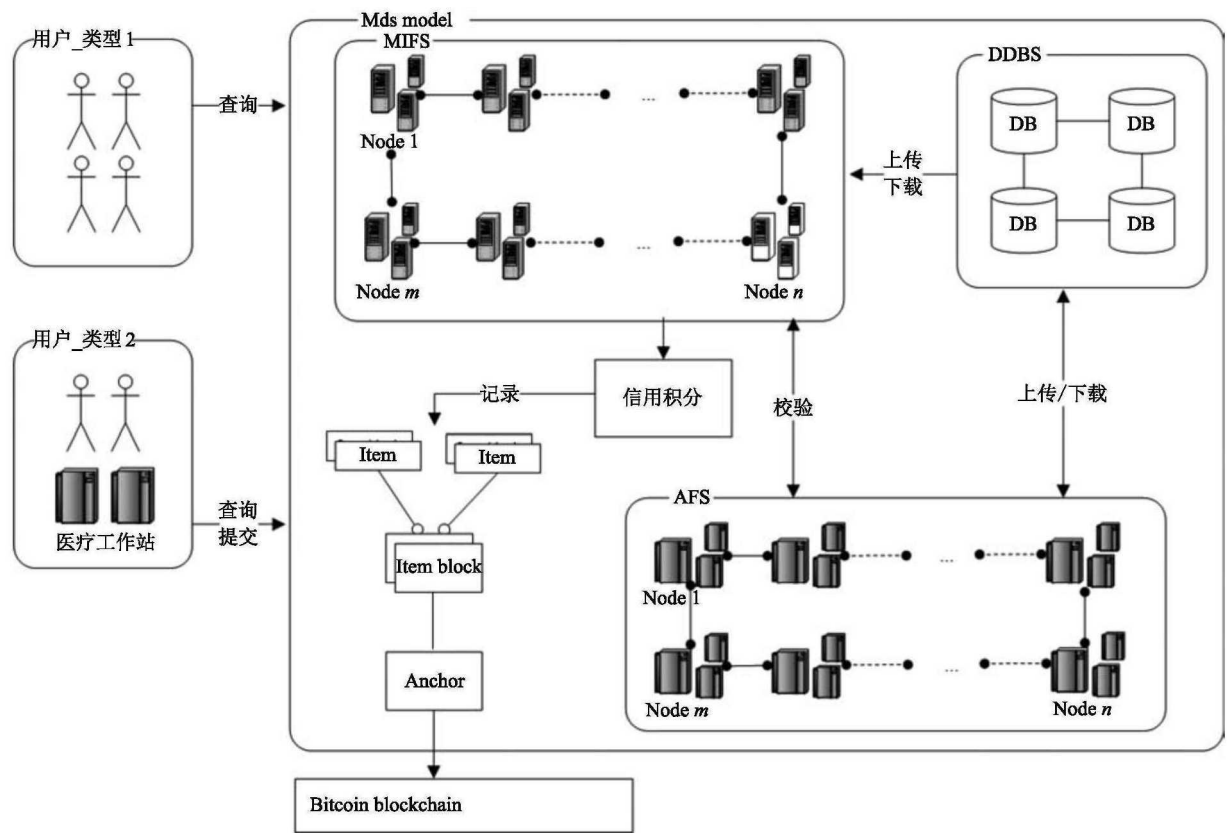 Mds model
用户_类型1
查询
MIFS
Node 1
...
...
Node m
Node n
DDBS
DB
DB
DB
DB
上传
下载
用户_类型2
医疗工作站
查询
提交
信用积分
记录
校验
上传/下载
Item
Item
Item block
Anchor
Bitcoin blockchain
AFS
Node 1
...
...
Node m
Node n